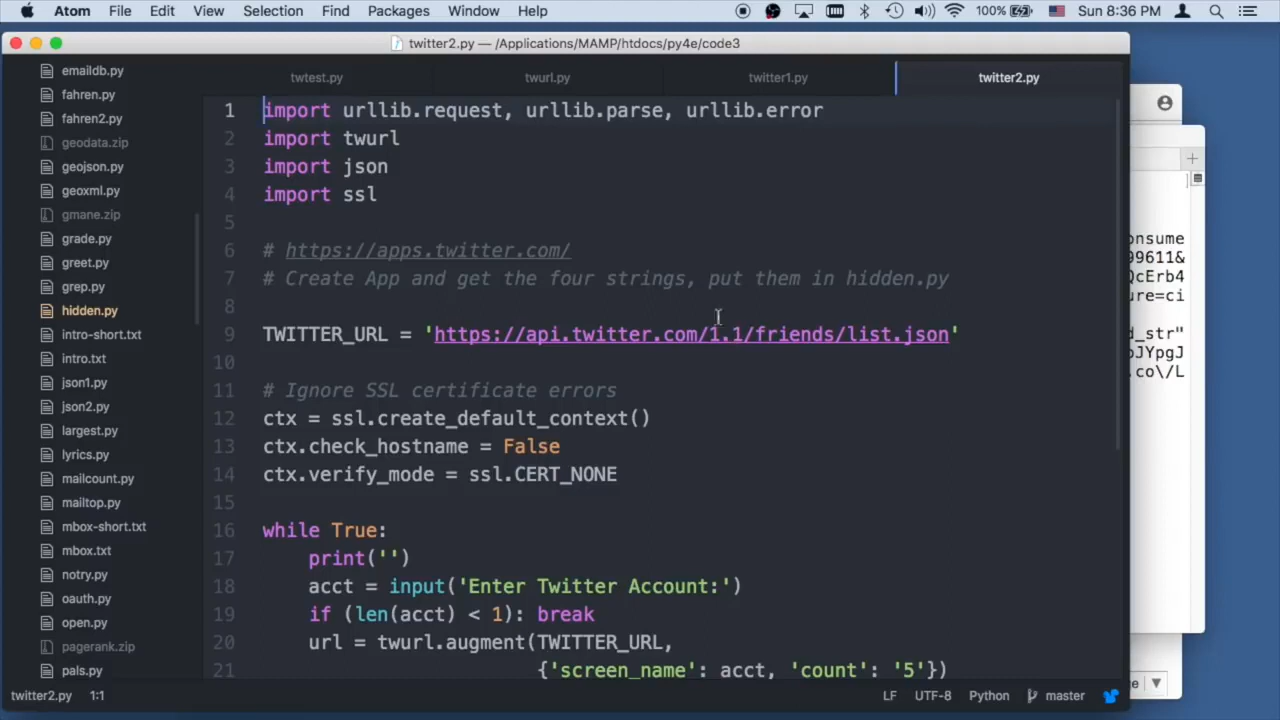 Atom File Edit View Selection Find Packages Window Help 100% Sun 8:36 PM
twitter2.py — /Applications/MAMP/htdocs/py4e/code3
twtest.py twurl.py twitter1.py twitter2.py
emaildb.py
fahren.py
fahren2.py
geodata.zip
geojson.py
geoxml.py
gmane.zip
grade.py
greet.py
grep.py
hidden.py
intro-short.txt
intro.txt
json1.py
json2.py
largest.py
lyrics.py
mailcount.py
mailtop.py
mbox-short.txt
mbox.txt
notry.py
oauth.py
open.py
pagerank.zip
pals.py
1 import urllib.request, urllib.parse, urllib.error
2 import twurl
3 import json
4 import ssl
5
6 # https://apps.twitter.com/
7 # Create App and get the four strings, put them in hidden.py
8
9 TWITTER_URL = 'https://api.twitter.com/1.1/friends/list.json'
10
11 # Ignore SSL certificate errors
12 ctx = ssl.create_default_context()
13 ctx.check_hostname = False
14 ctx.verify_mode = ssl.CERT_NONE
15
16 while True:
17 print('')
18 acct = input('Enter Twitter Account:')
19 if (len(acct) < 1): break
20 url = twurl.augment(TWITTER_URL,
21 {'screen_name': acct, 'count': '5'})
onsume
99611&
QcErb4
ure=ci
d_str"
oJYpgJ
.co\/L
twitter2.py 1:1 LF UTF-8 Python master